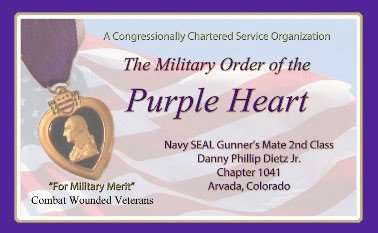 A Congressionally Chartered Service Organization
The Military Order of the
Purple Heart
Navy SEAL Gunner's Mate 2nd Class
Danny Phillip Dietz Jr.
Chapter 1041
Arvada, Colorado
"For Military Merit"
Combat Wounded Veterans